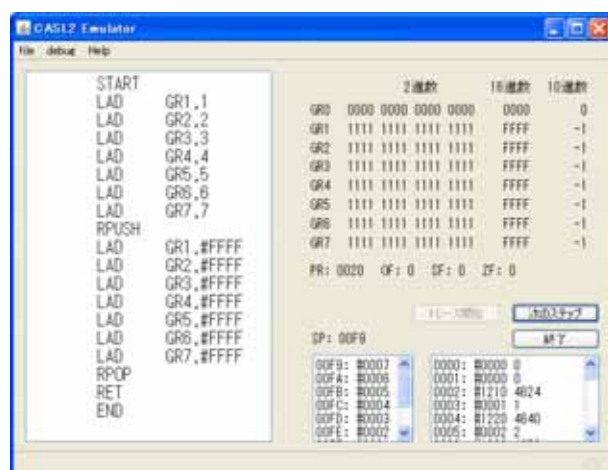 CASL2 Emulator
file debug Help
START
LAD GR1,1
LAD GR2,2
LAD GR3,3
LAD GR4,4
LAD GR5,5
LAD GR6,6
LAD GR7,7
RPUSH
LAD GR1,#FFFF
LAD GR2,#FFFF
LAD GR3,#FFFF
LAD GR4,#FFFF
LAD GR5,#FFFF
LAD GR6,#FFFF
LAD GR7,#FFFF
RPOP
RET
END
2進数 16進数 10進数
GR0 0000 0000 0000 0000 0000 0
GR1 1111 1111 1111 1111 FFFF -1
GR2 1111 1111 1111 1111 FFFF -1
GR3 1111 1111 1111 1111 FFFF -1
GR4 1111 1111 1111 1111 FFFF -1
GR5 1111 1111 1111 1111 FFFF -1
GR6 1111 1111 1111 1111 FFFF -1
GR7 1111 1111 1111 1111 FFFF -1
PR: 0020 OF: 0 SF: 0 ZF: 0
トレース開始 次のステップ
SP: 00F9 終了
00F9: #0007
00FA: #0006
00FB: #0005
00FC: #0004
00FD: #0003
00FE: #0002
0000: #0000 0
0001: #0000 0
0002: #1210 4624
0003: #0001 1
0004: #1220 4640
0005: #0002 2